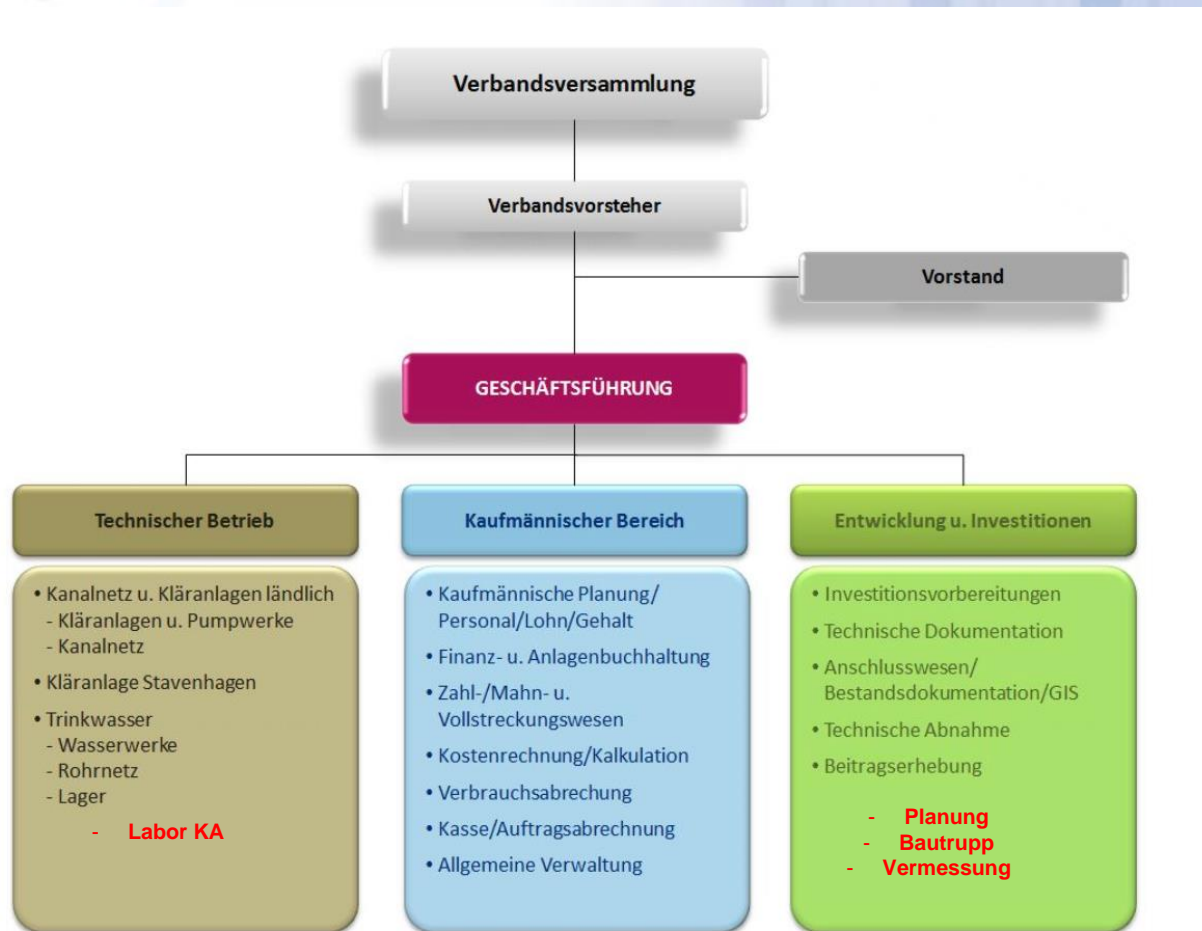 Verbandsversammlung
Verbandsvorsteher
Vorstand
GESCHÄFTSFÜHRUNG
Technischer Betrieb
• Kanalnetz u. Kläranlagen ländlich
- Kläranlagen u. Pumpwerke
- Kanalnetz
• Kläranlage Stavenhagen
• Trinkwasser
- Wasserwerke
- Rohrnetz
- Lager
- Labor KA
Kaufmännischer Bereich
• Kaufmännische Planung/
Personal/Lohn/Gehalt
• Finanz- u. Anlagenbuchhaltung
• Zahl-/Mahn- u.
Vollstreckungswesen
• Kostenrechnung/Kalkulation
• Verbrauchsabrechung
• Kasse/Auftragsabrechnung
• Allgemeine Verwaltung
Entwicklung u. Investitionen
• Investitionsvorbereitungen
• Technische Dokumentation
• Anschlusswesen/
Bestandsdokumentation/GIS
• Technische Abnahme
• Beitragserhebung
- Planung
- Bautrupp
- Vermessung